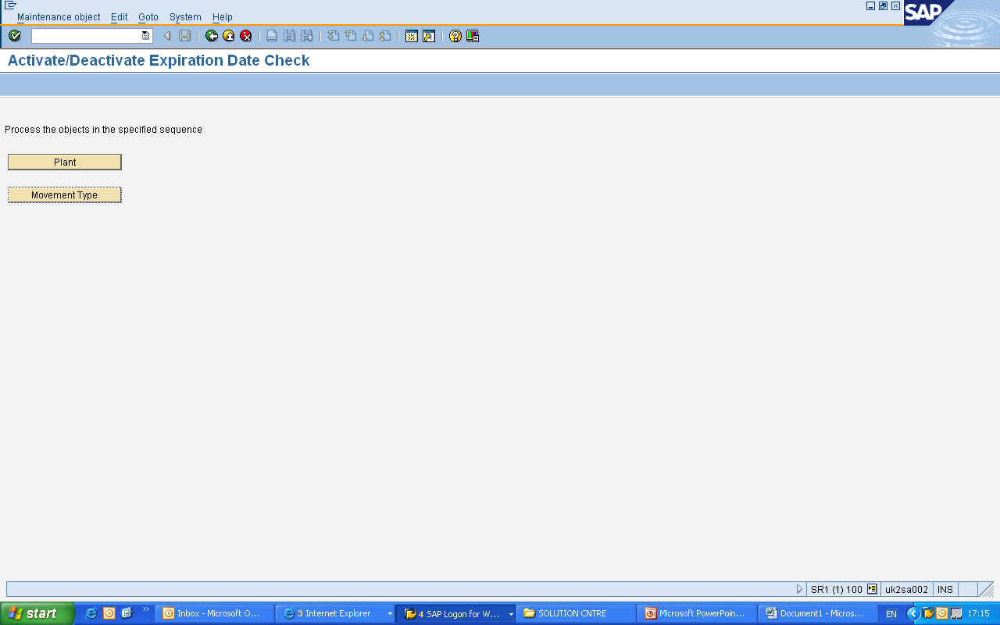 Maintenance object Edit Goto System Help
SAP
Activate/Deactivate Expiration Date Check
Process the objects in the specified sequence
Plant
Movement Type
SR1 (1) 100 uk2sa002 INS
start Inbox - Microsoft O... 3 Internet Explorer 4 SAP Logon for W... SOLUTION CNTRE Microsoft PowerPoin... Document1 - Micros... EN 17:15